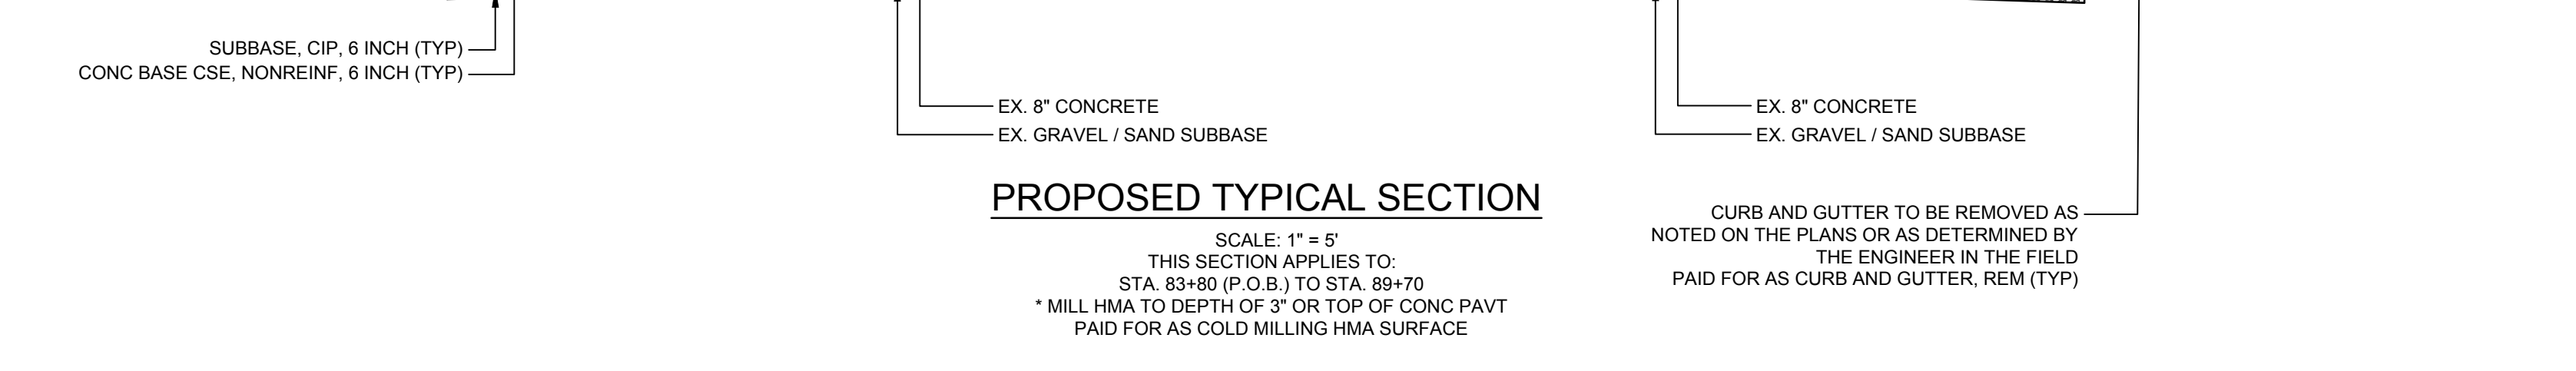 SUBBASE, CIP, 6 INCH (TYP)
CONC BASE CSE, NONREINF, 6 INCH (TYP)
EX. 8" CONCRETE
EX. GRAVEL / SAND SUBBASE
EX. 8" CONCRETE
EX. GRAVEL / SAND SUBBASE
PROPOSED TYPICAL SECTION
SCALE: 1" = 5'
THIS SECTION APPLIES TO:
STA. 83+80 (P.O.B.) TO STA. 89+70
* MILL HMA TO DEPTH OF 3" OR TOP OF CONC PAVT
PAID FOR AS COLD MILLING HMA SURFACE
CURB AND GUTTER TO BE REMOVED AS
NOTED ON THE PLANS OR AS DETERMINED BY
THE ENGINEER IN THE FIELD
PAID FOR AS CURB AND GUTTER, REM (TYP)